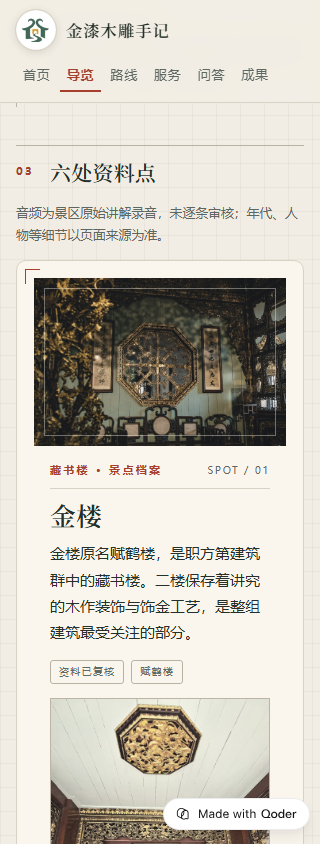 金漆木雕手记
首页 导览 路线 服务 问答 成果
03 六处资料点
音频为景区原始讲解录音，未逐条审核；年代、人
物等细节以页面来源为准。
藏书楼 • 景点档案 SPOT / 01
金楼
金楼原名赋鹤楼，是职方第建筑
群中的藏书楼。二楼保存着讲究
的木作装饰与饰金工艺，是整组
建筑最受关注的部分。
资料已复核 赋鹤楼
Made with Qoder